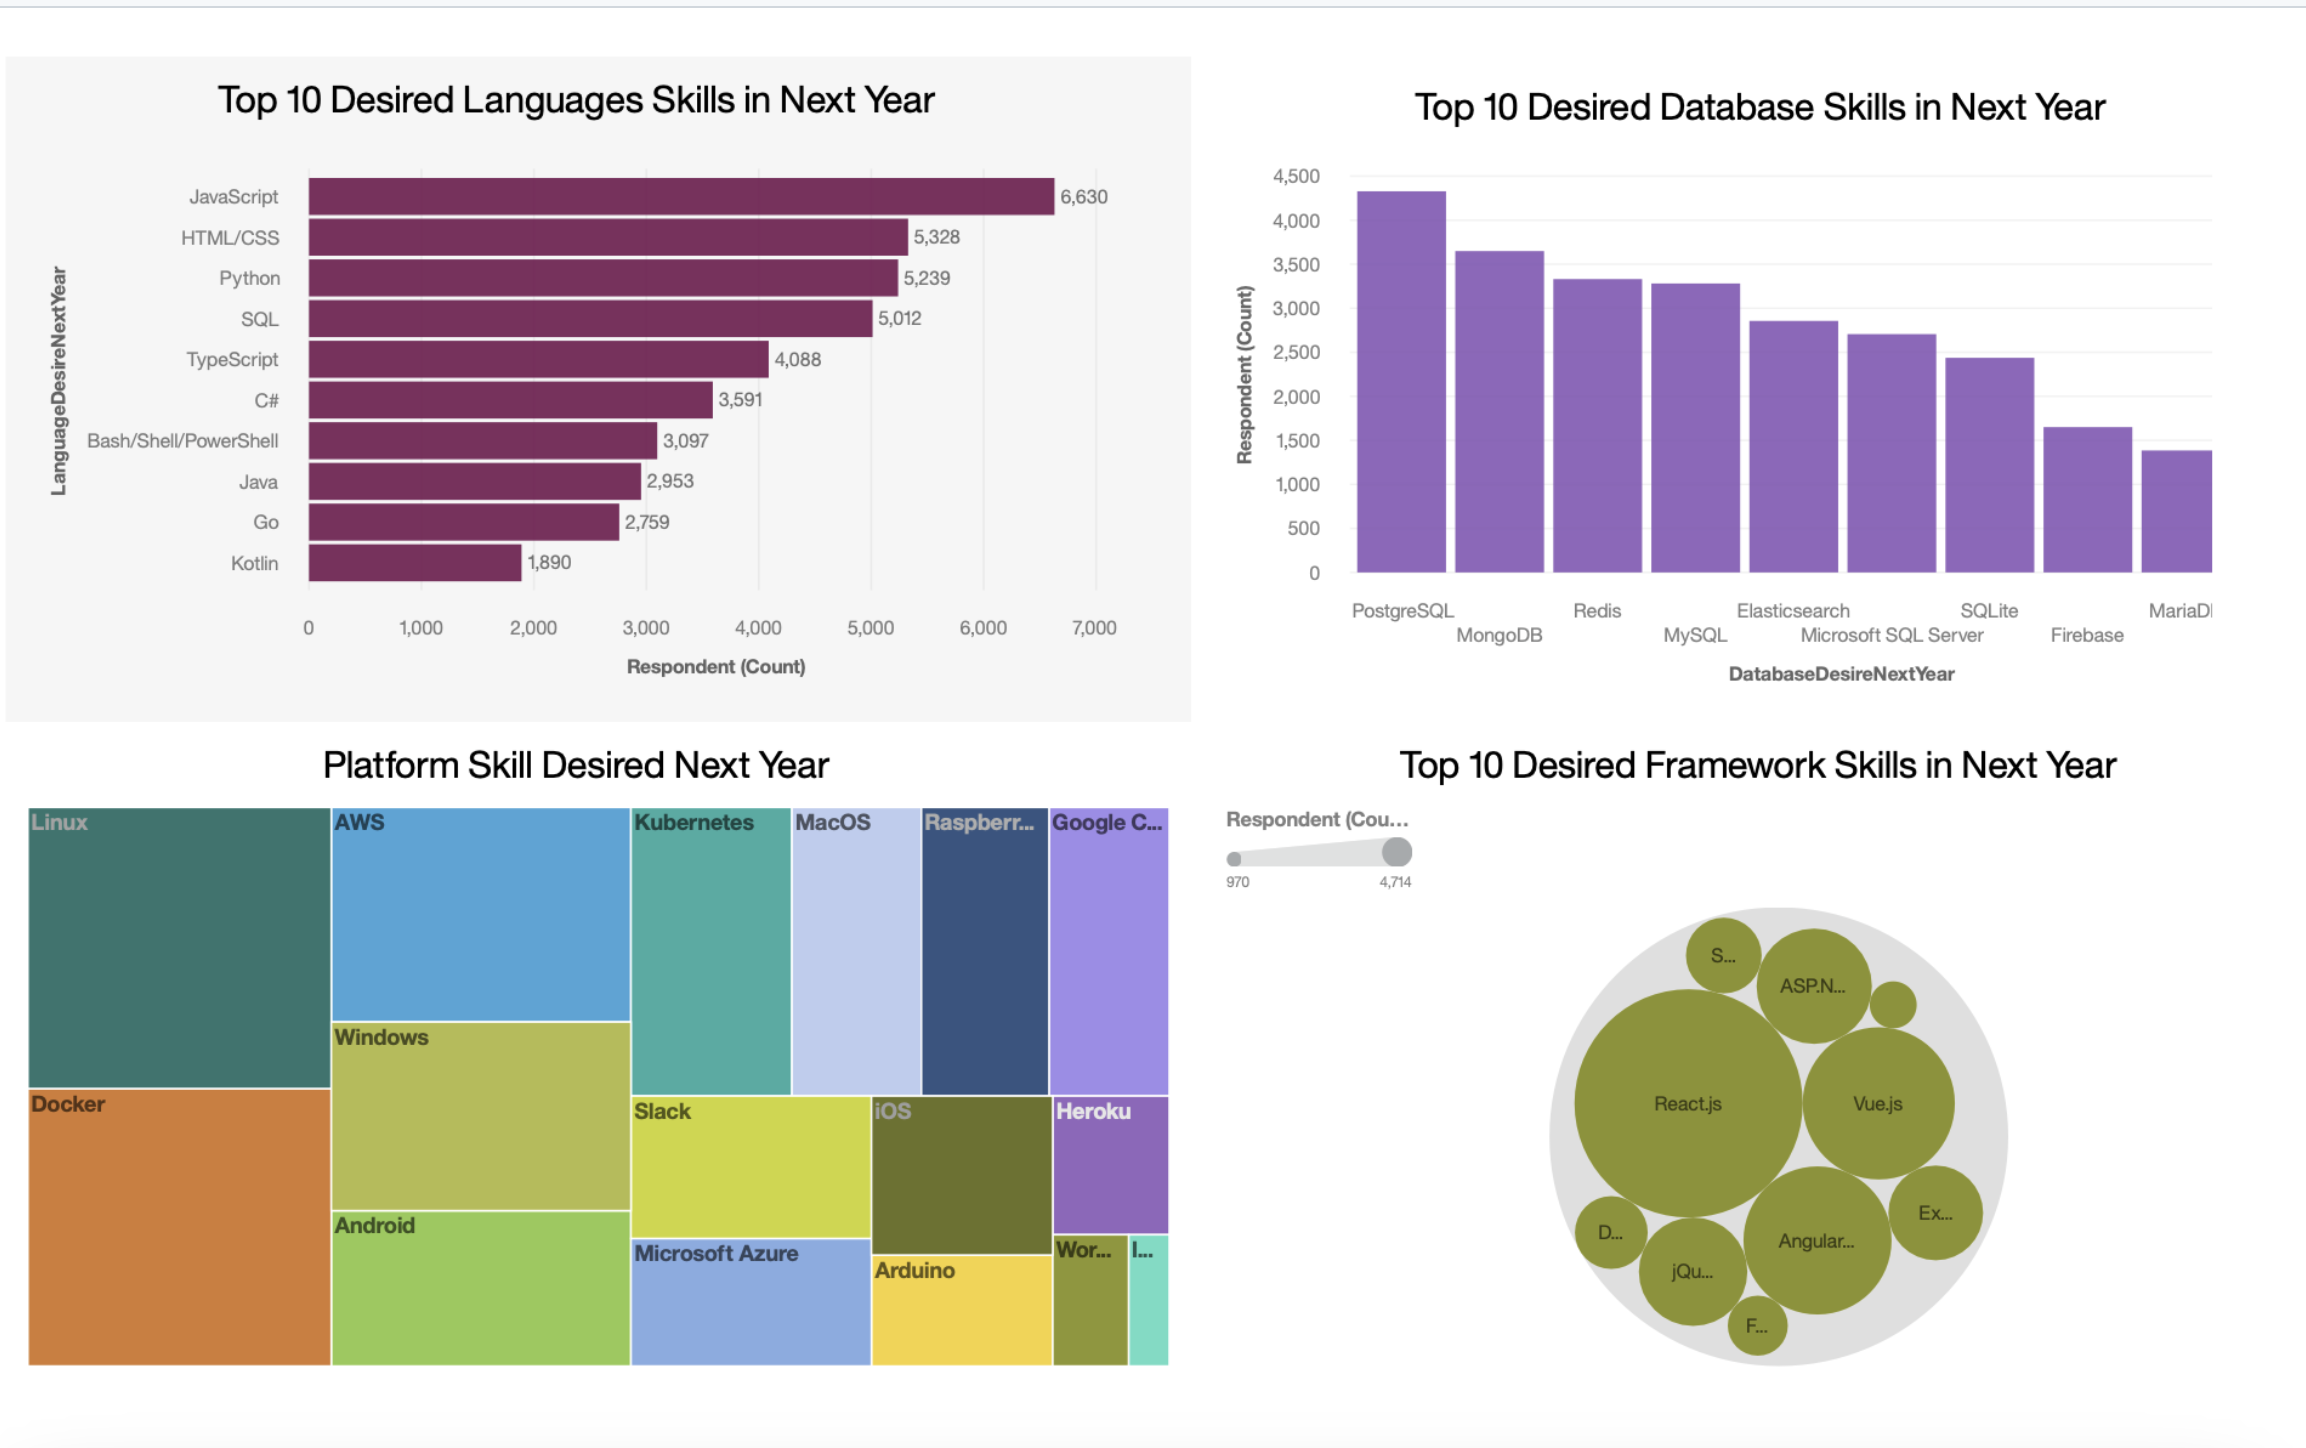 Top 10 Desired Languages Skills in Next Year
LanguageDesireNextYear
JavaScript 6,630
HTML/CSS 5,328
Python 5,239
SQL 5,012
TypeScript 4,088
C# 3,591
Bash/Shell/PowerShell 3,097
Java 2,953
Go 2,759
Kotlin 1,890
0 1,000 2,000 3,000 4,000 5,000 6,000 7,000
Respondent (Count)
Top 10 Desired Database Skills in Next Year
Respondent (Count)
4,500
4,000
3,500
3,000
2,500
2,000
1,500
1,000
500
0
PostgreSQL Redis Elasticsearch SQLite MariaD
MongoDB MySQL Microsoft SQL Server Firebase
DatabaseDesireNextYear
Platform Skill Desired Next Year
Linux AWS Kubernetes MacOS Raspberr... Google C...
Windows
Docker Slack iOS Heroku
Android
Microsoft Azure Wor... I...
Arduino
Top 10 Desired Framework Skills in Next Year
Respondent (Cou...
970 4,714
S...
ASP.N...
React.js Vue.js
Ex...
D... Angular...
jQu...
F...